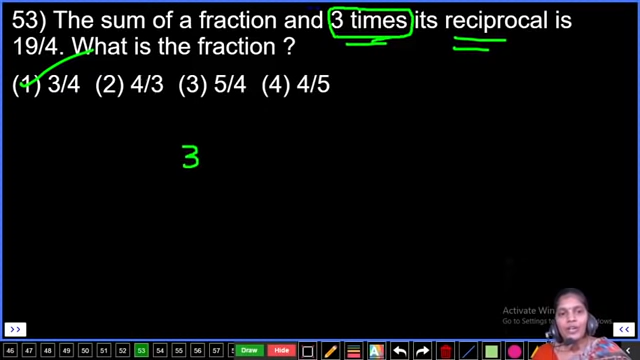 53) The sum of a fraction and 3 times its reciprocal is
19/4. What is the fraction ?
(1) 3/4 (2) 4/3 (3) 5/4 (4) 4/5
3
Activate Win
Go to Settings to Windows.
>> 46 47 48 49 50 51 52 53 54 55 56 57 Draw Hide A <<